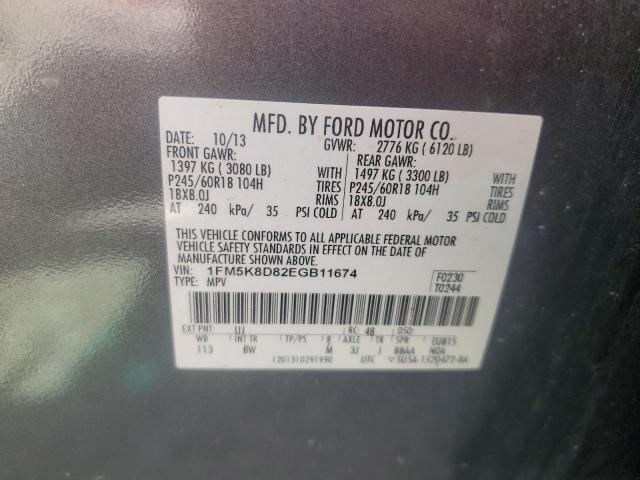 MFD. BY FORD MOTOR CO.
DATE: 10/13 GVWR: 2776 KG ( 6120 LB)
FRONT GAWR: REAR GAWR:
1397 KG ( 3080 LB) 1497 KG ( 3300 LB)
P245/60R18 104H TIRES P245/60R18 104H TIRES
18X8.0J RIMS 18X8.0J RIMS
AT 240 kPa/ 35 PSI COLD AT 240 kPa/ 35 PSI COLD
THIS VEHICLE CONFORMS TO ALL APPLICABLE FEDERAL MOTOR
VEHICLE SAFETY STANDARDS IN EFFECT ON THE DATE OF
MANUFACTURE SHOWN ABOVE.
VIN: 1FM5K8D82EGB11674 F0230
TYPE: MPV T0244
EXT PNT: UJ RC: 48 DSO:
WB INT TR TP/PS R AXLE TR SPR EUB15
113 BW M 3J J BBAA NOA
1201310291990 UTC